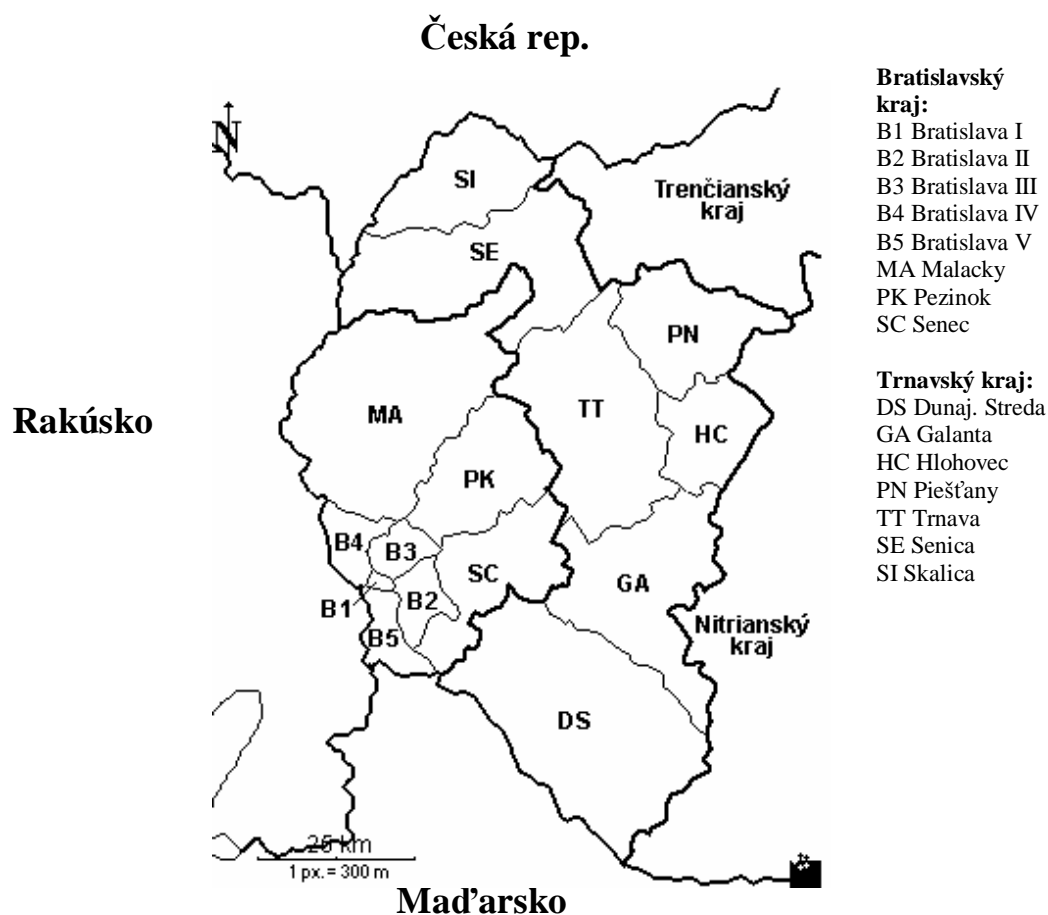 Česká rep.
N
Bratislavský
kraj:
B1 Bratislava I
B2 Bratislava II
B3 Bratislava III
B4 Bratislava IV
B5 Bratislava V
MA Malacky
PK Pezinok
SC Senec
Trnavský kraj:
DS Dunaj. Streda
GA Galanta
HC Hlohovec
PN Piešťany
TT Trnava
SE Senica
SI Skalica
SI
Trenčianský
kraj
SE
PN
Rakúsko
MA
TT
HC
PK
B4
B3
SC
B1
B2
GA
B5
Nitrianský
kraj
DS
25 km
1 px. = 300 m
Maďarsko